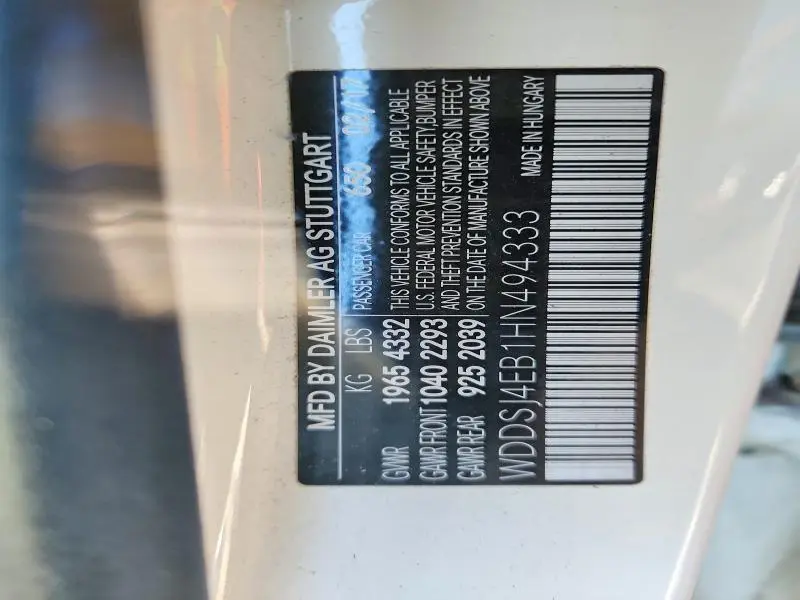 MFD BY DAIMLER AG STUTTGART
KG LBS PASSENGER CAR 650 02/17
GVWR 1965 4332 THIS VEHICLE CONFORMS TO ALL APPLICABLE
GAWR FRONT 1040 2293 U.S. FEDERAL MOTOR VEHICLE SAFETY,BUMPER
GAWR REAR 925 2039 AND THEFT PREVENTION STANDARDS IN EFFECT
ON THE DATE OF MANUFACTURE SHOWN ABOVE
WDDSJ4EB1HN494333 MADE IN HUNGARY